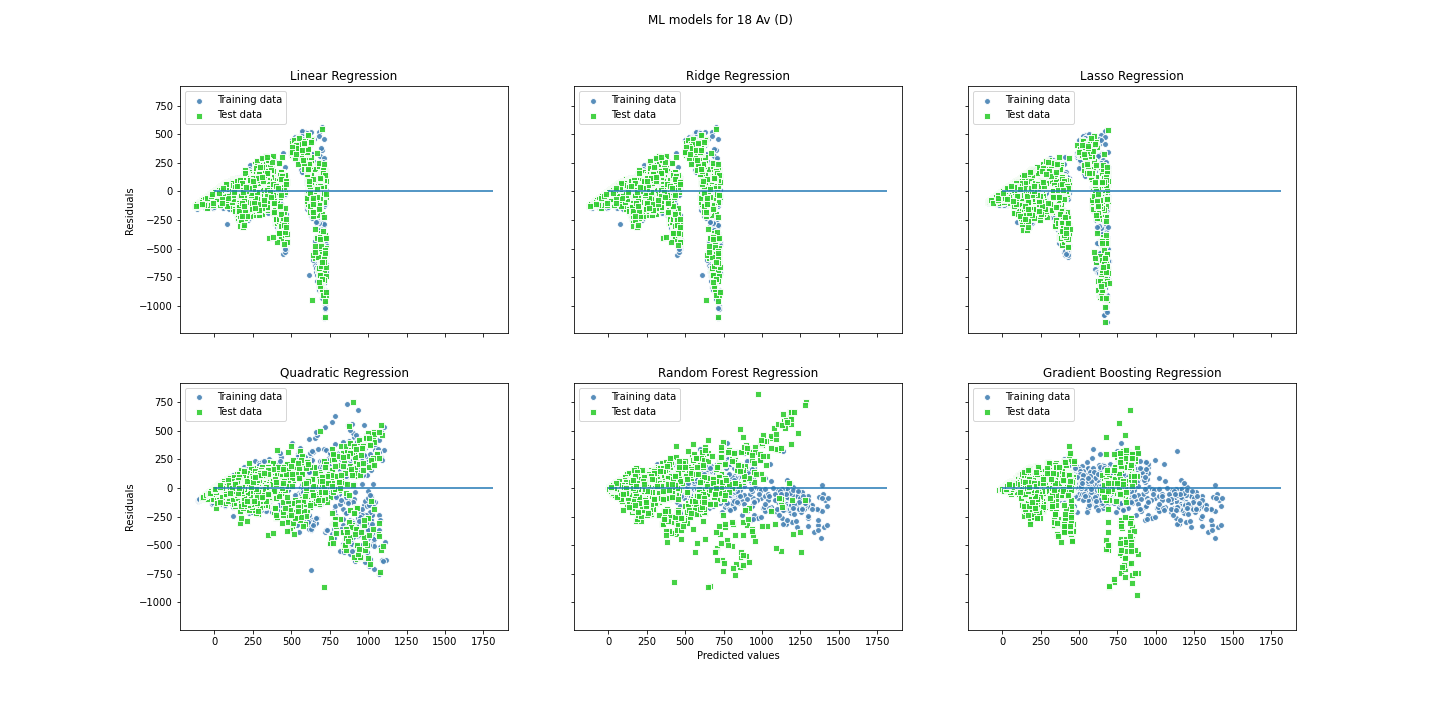 ML models for 18 Av (D)
Linear Regression
Training data
Test data
750
500
250
0
−250
−500
−750
−1000
Residuals
Ridge Regression
Training data
Test data
Lasso Regression
Training data
Test data
Quadratic Regression
Training data
Test data
750
500
250
0
−250
−500
−750
−1000
Residuals
0 250 500 750 1000 1250 1500 1750
Random Forest Regression
Training data
Test data
0 250 500 750 1000 1250 1500 1750
Predicted values
Gradient Boosting Regression
Training data
Test data
0 250 500 750 1000 1250 1500 1750